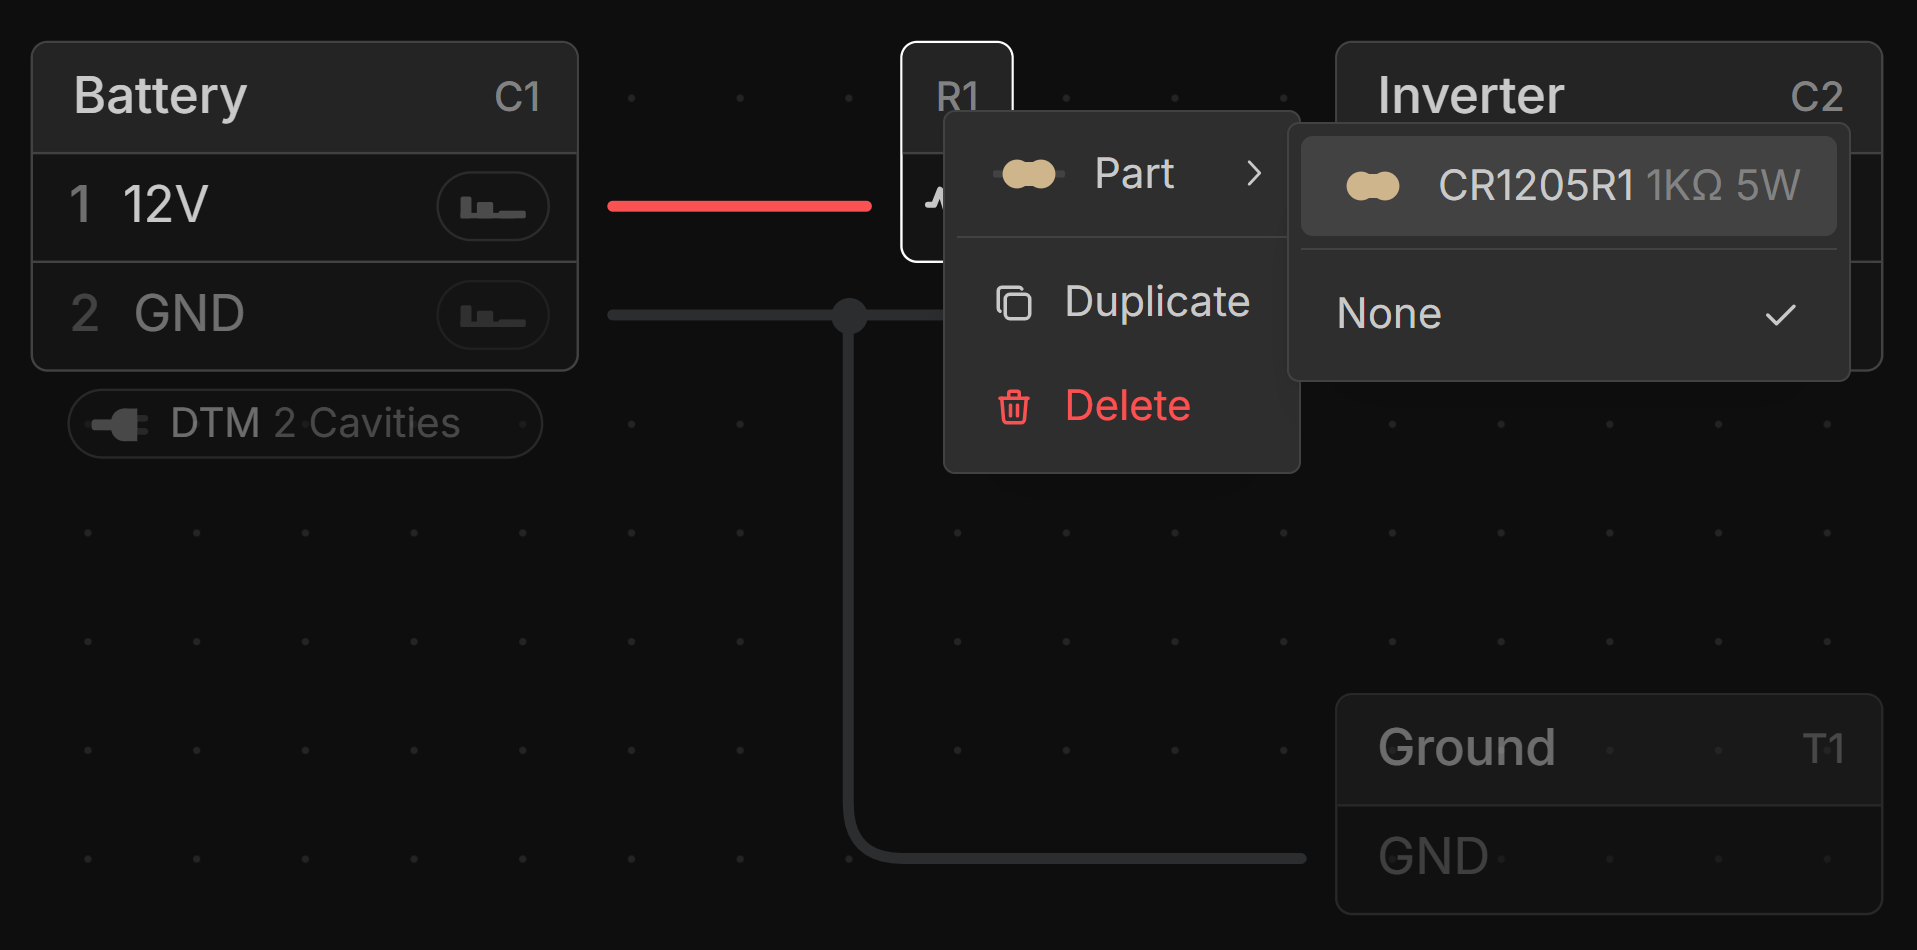 Battery C1
1 12V
2 GND
DTM 2 Cavities
R1
Part
Duplicate
Delete
Inverter C2
CR1205R1 1KΩ 5W
None
Ground T1
GND